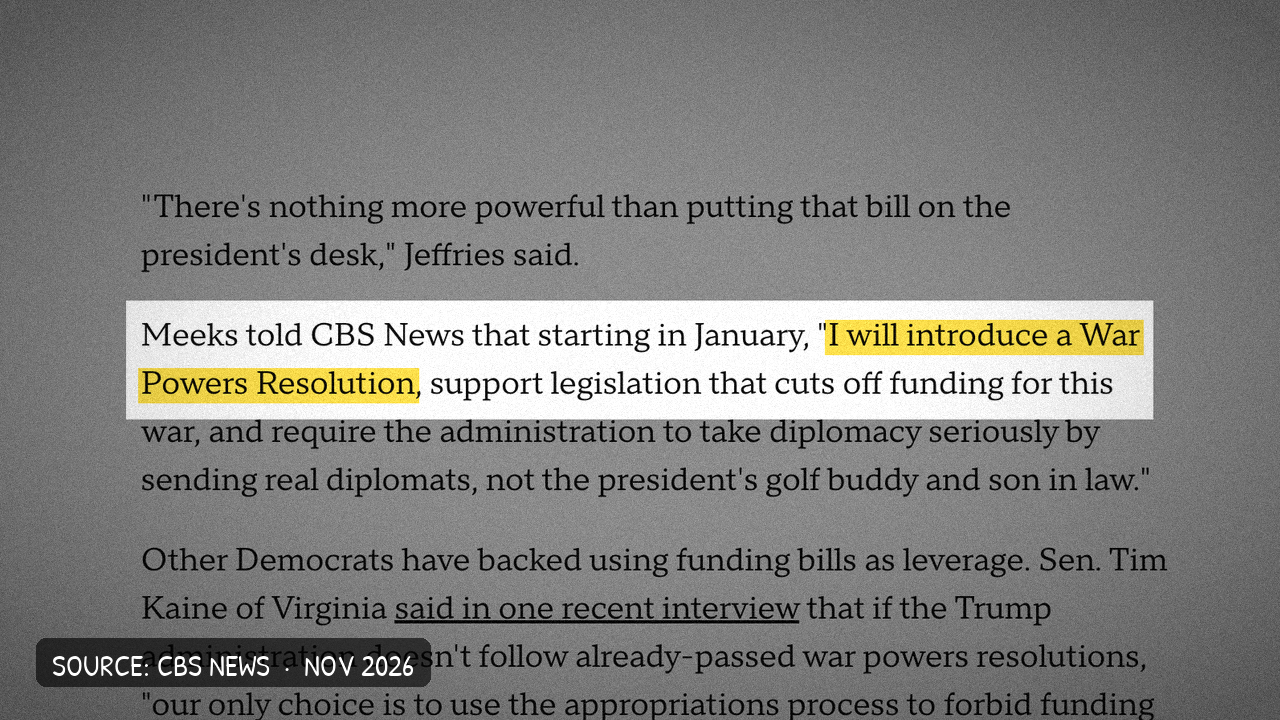 "There's nothing more powerful than putting that bill on the
president's desk," Jeffries said.
Meeks told CBS News that starting in January, "I will introduce a War
Powers Resolution, support legislation that cuts off funding for this
war, and require the administration to take diplomacy seriously by
sending real diplomats, not the president's golf buddy and son in law."
Other Democrats have backed using funding bills as leverage. Sen. Tim
Kaine of Virginia said in one recent interview that if the Trump
administration doesn't follow already-passed war powers resolutions,
"our only choice is to use the appropriations process to forbid funding
SOURCE: CBS NEWS · NOV 2026